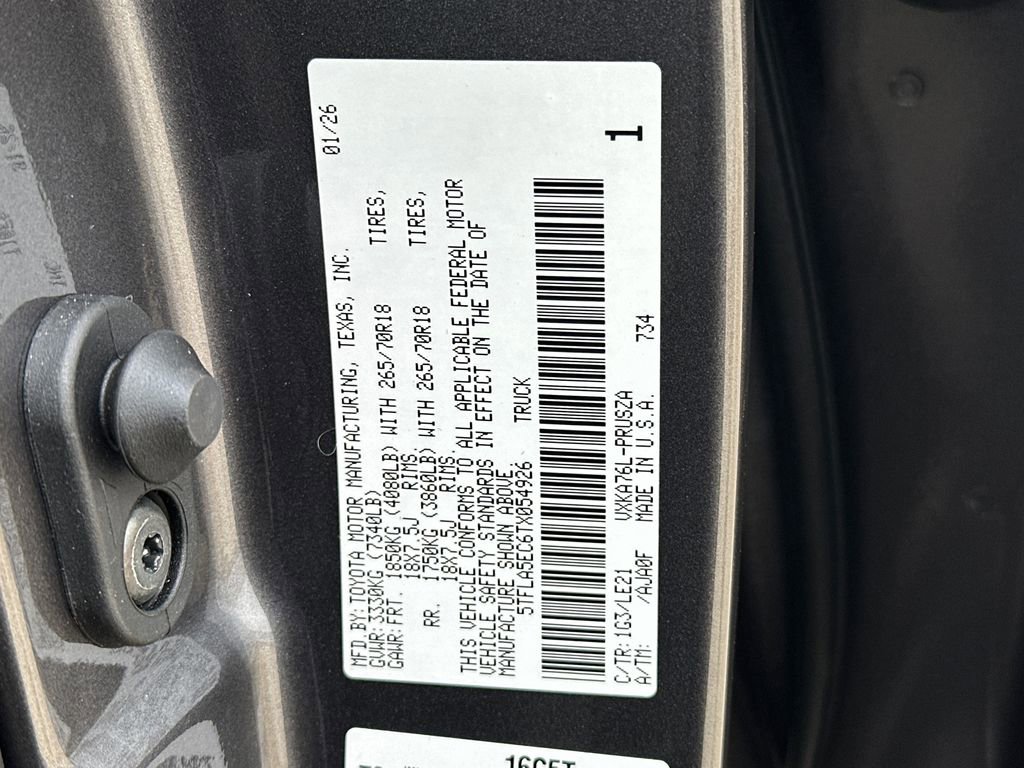 01/26
MFD.BY:TOYOTA MOTOR MANUFACTURING, TEXAS, INC.
GVWR:3330KG (7340LB)
GAWR:FRT. 1850KG (4080LB) WITH 265/70R18 TIRES,
18X7.5J RIMS.
RR. 1750KG (3860LB) WITH 265/70R18 TIRES,
18X7.5J RIMS.
THIS VEHICLE CONFORMS TO ALL APPLICABLE FEDERAL MOTOR
VEHICLE SAFETY STANDARDS IN EFFECT ON THE DATE OF
MANUFACTURE SHOWN ABOVE.
5TFLA5EC6TX054926 TRUCK
C/TR:1G3/LE21 VXKA76L-PRUSZA 734
A/TM: /AJA0F MADE IN U.S.A.
1